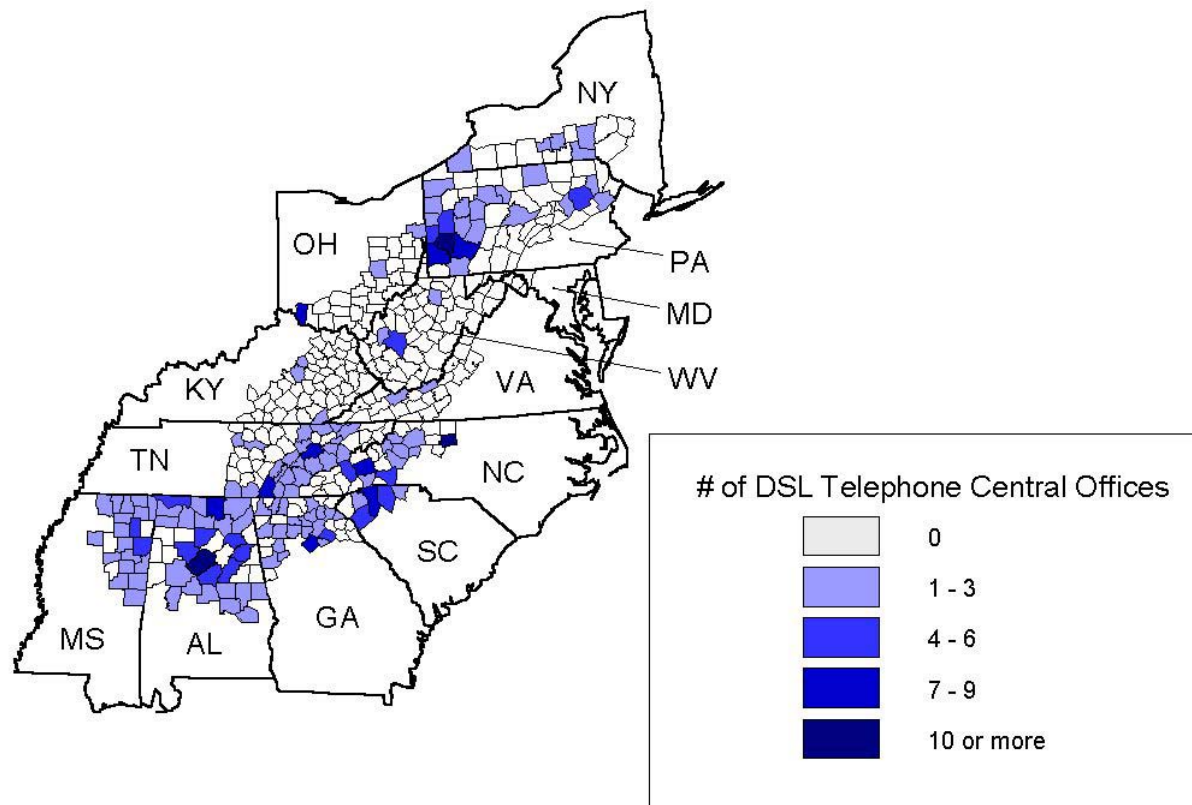 NY
OH
PA
MD
WV
KY
VA
TN
NC
SC
GA
MS
AL
# of DSL Telephone Central Offices
0
1 - 3
4 - 6
7 - 9
10 or more